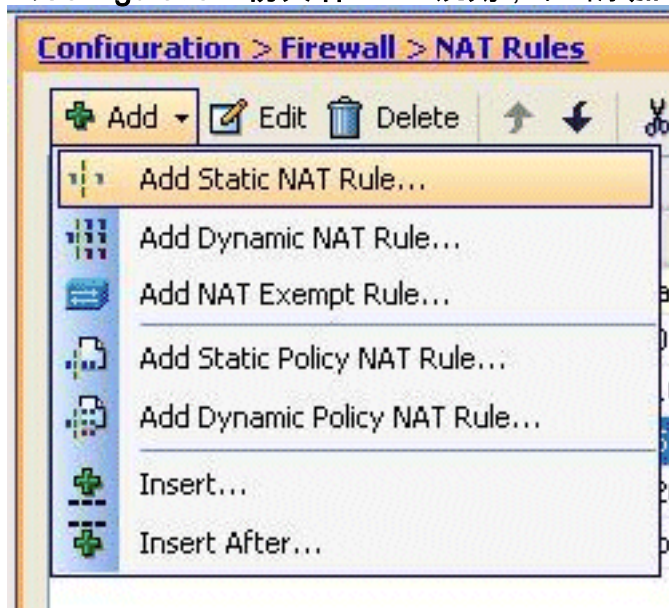 Configuration > Firewall > NAT Rules
Add Edit Delete
Add Static NAT Rule...
Add Dynamic NAT Rule...
Add NAT Exempt Rule...
Add Static Policy NAT Rule...
Add Dynamic Policy NAT Rule...
Insert...
Insert After...